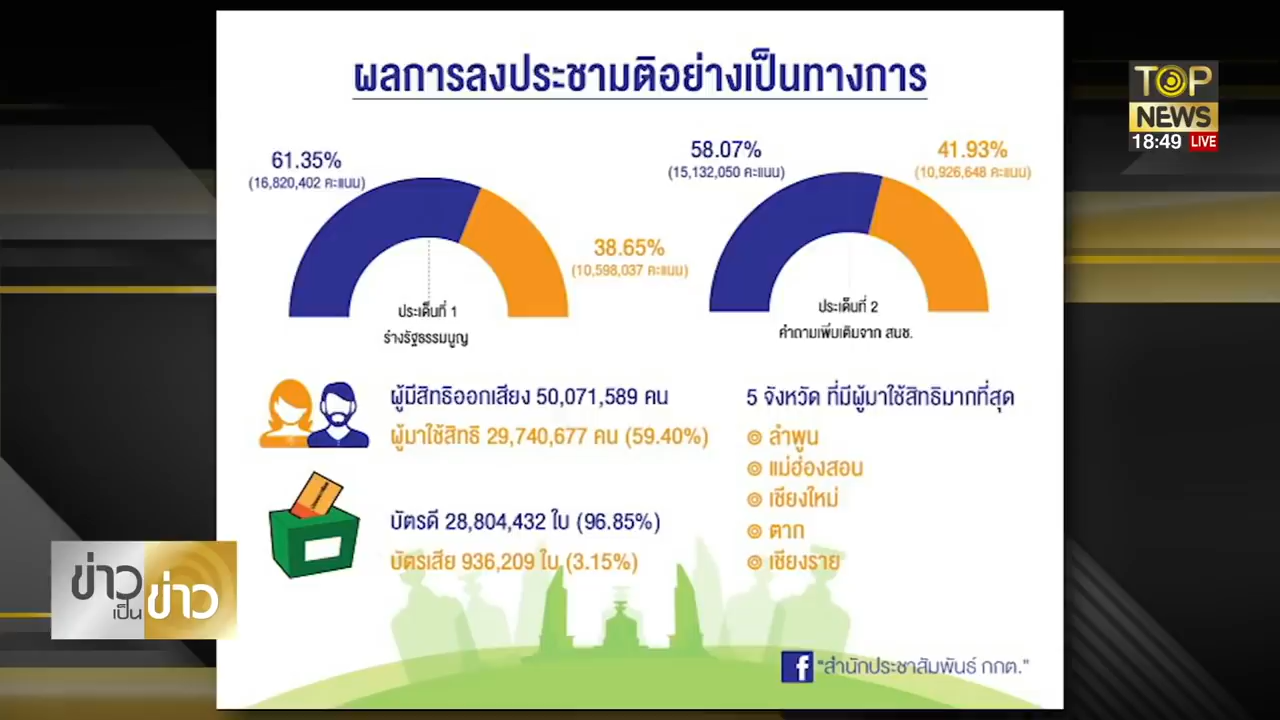 ผลการลงประชามติอย่างเป็นทางการ
TOP
NEWS
18:49 LIVE
61.35%
(16,820,402 คะแนน)
38.65%
(10,598,037 คะแนน)
ประเด็นที่ 1
ร่างรัฐธรรมนูญ
58.07%
(15,132,050 คะแนน)
41.93%
(10,926,648 คะแนน)
ประเด็นที่ 2
คำถามเพิ่มเติมจาก สนช.
ผู้มีสิทธิออกเสียง 50,071,589 คน
ผู้มาใช้สิทธิ 29,740,677 คน (59.40%)
บัตรดี 28,804,432 ใบ (96.85%)
บัตรเสีย 936,209 ใบ (3.15%)
5 จังหวัด ที่มีผู้มาใช้สิทธิมากที่สุด
ลำพูน
แม่ฮ่องสอน
เชียงใหม่
ตาก
เชียงราย
ข่าว
เป็น
ข่าว
f "สำนักประชาสัมพันธ์ กกต."